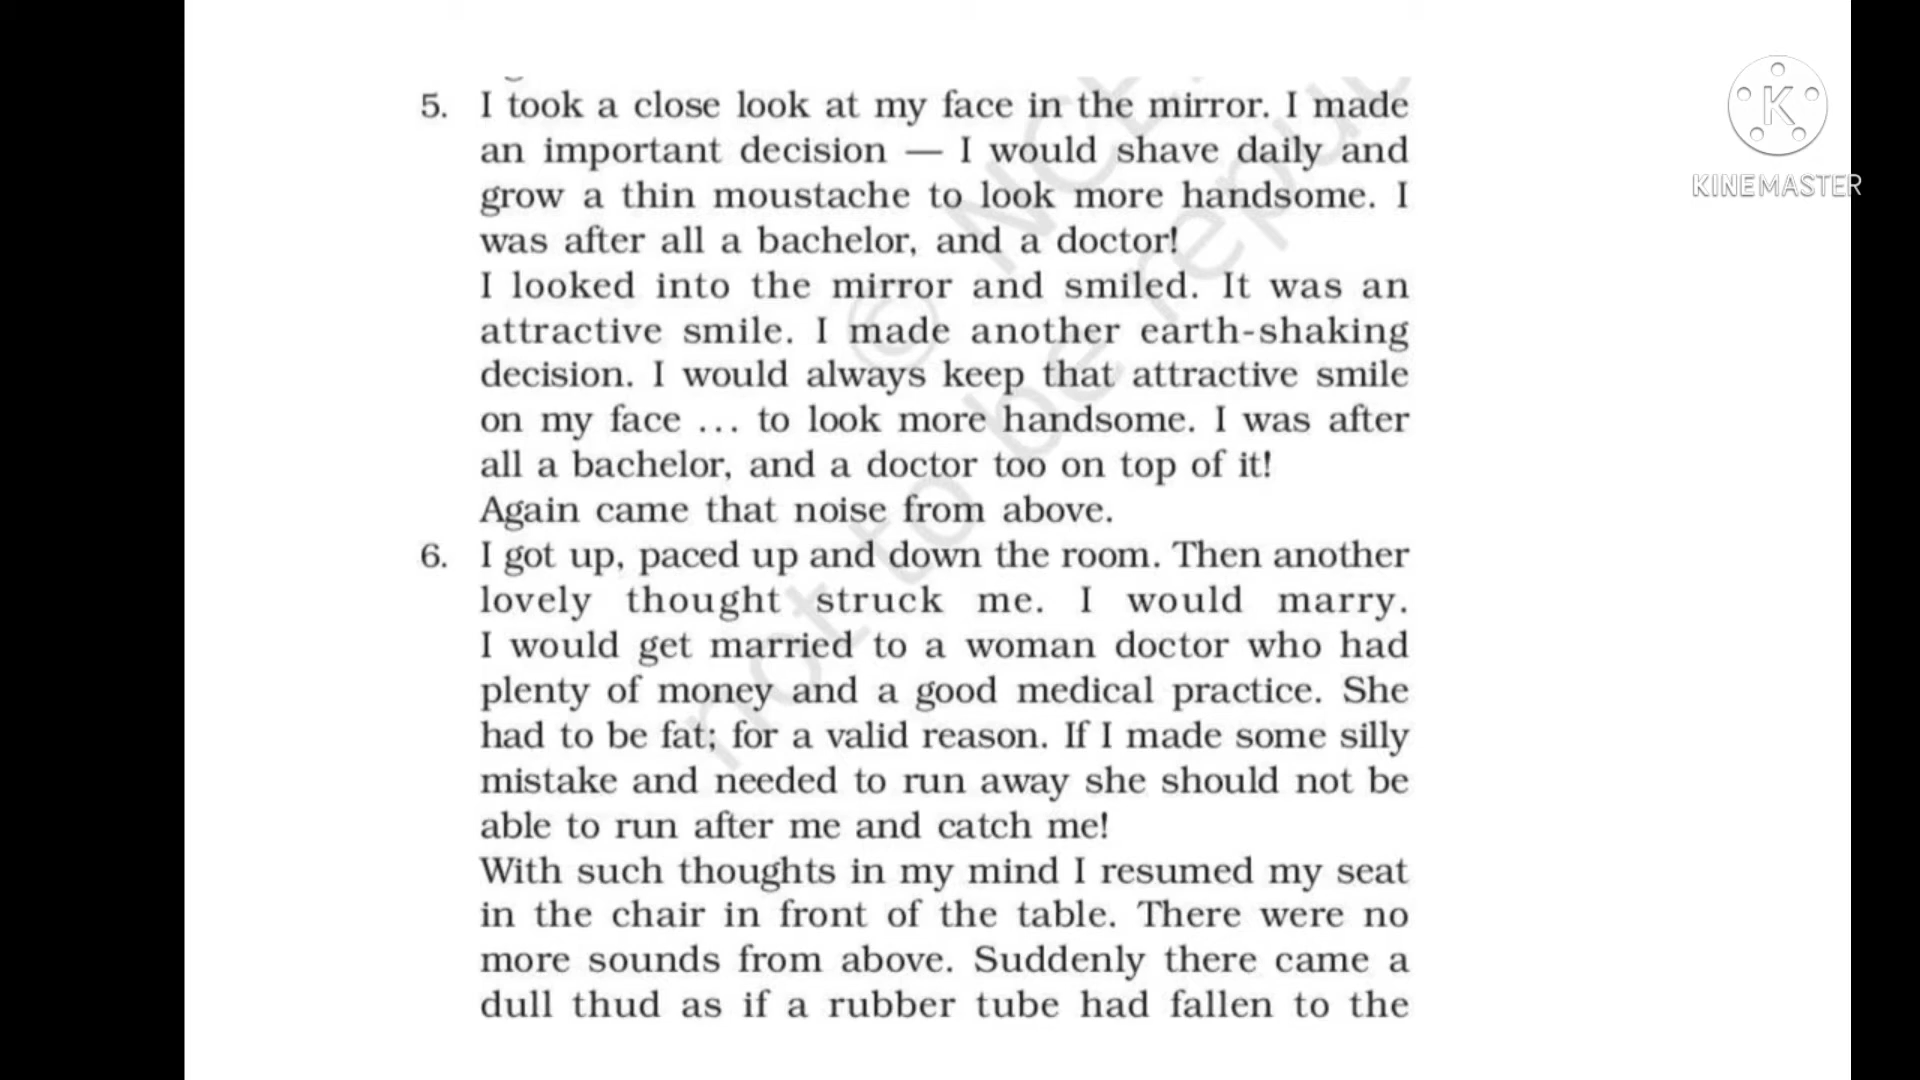 5. I took a close look at my face in the mirror. I made
an important decision — I would shave daily and
grow a thin moustache to look more handsome. I
was after all a bachelor, and a doctor!
I looked into the mirror and smiled. It was an
attractive smile. I made another earth-shaking
decision. I would always keep that attractive smile
on my face ... to look more handsome. I was after
all a bachelor, and a doctor too on top of it!
Again came that noise from above.
6. I got up, paced up and down the room. Then another
lovely thought struck me. I would marry.
I would get married to a woman doctor who had
plenty of money and a good medical practice. She
had to be fat; for a valid reason. If I made some silly
mistake and needed to run away she should not be
able to run after me and catch me!
With such thoughts in my mind I resumed my seat
in the chair in front of the table. There were no
more sounds from above. Suddenly there came a
dull thud as if a rubber tube had fallen to the
K
KINEMASTER
©
not to be